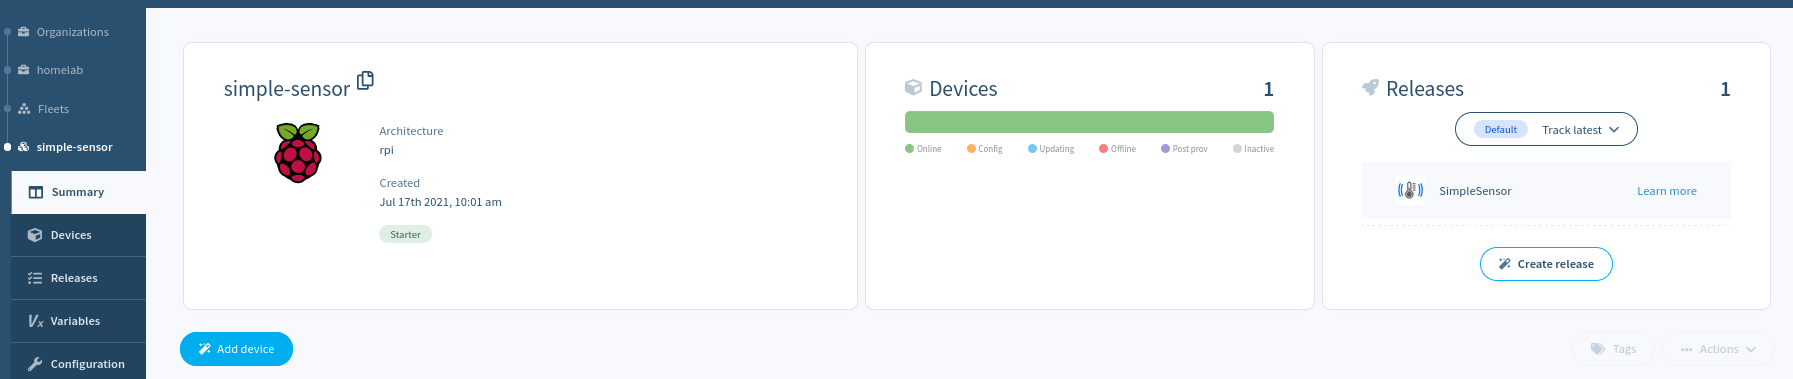 Organizations
homelab
Fleets
simple-sensor
Summary
Devices
Releases
Variables
Configuration
simple-sensor
Architecture
rpi
Created
Jul 17th 2021, 10:01 am
Starter
Devices 1
Online Config Updating Offline Post prov Inactive
Releases 1
Default Track latest
SimpleSensor Learn more
Create release
Add device
Tags
Actions